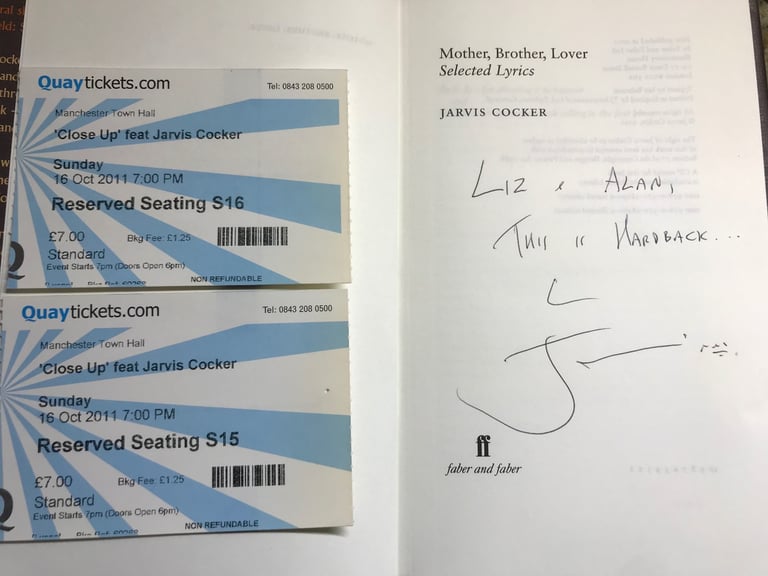 Quaytickets.com
Tel: 0843 208 0500
Manchester Town Hall
'Close Up' feat Jarvis Cocker
Sunday
16 Oct 2011 7:00 PM
Reserved Seating S16
£7.00
Bkg Fee: £1.25
Standard
Event Starts 7pm (Doors Open 6pm)
NON REFUNDABLE
Quaytickets.com
Tel: 0843 208 0500
Manchester Town Hall
'Close Up' feat Jarvis Cocker
Sunday
16 Oct 2011 7:00 PM
Reserved Seating S15
£7.00
Bkg Fee: £1.25
Standard
Event Starts 7pm (Doors Open 6pm)
NON REFUNDABLE
Mother, Brother, Lover
Selected Lyrics
JARVIS COCKER
LIZ & ALAN,
THIS IS HARDBACK...
ff
faber and faber